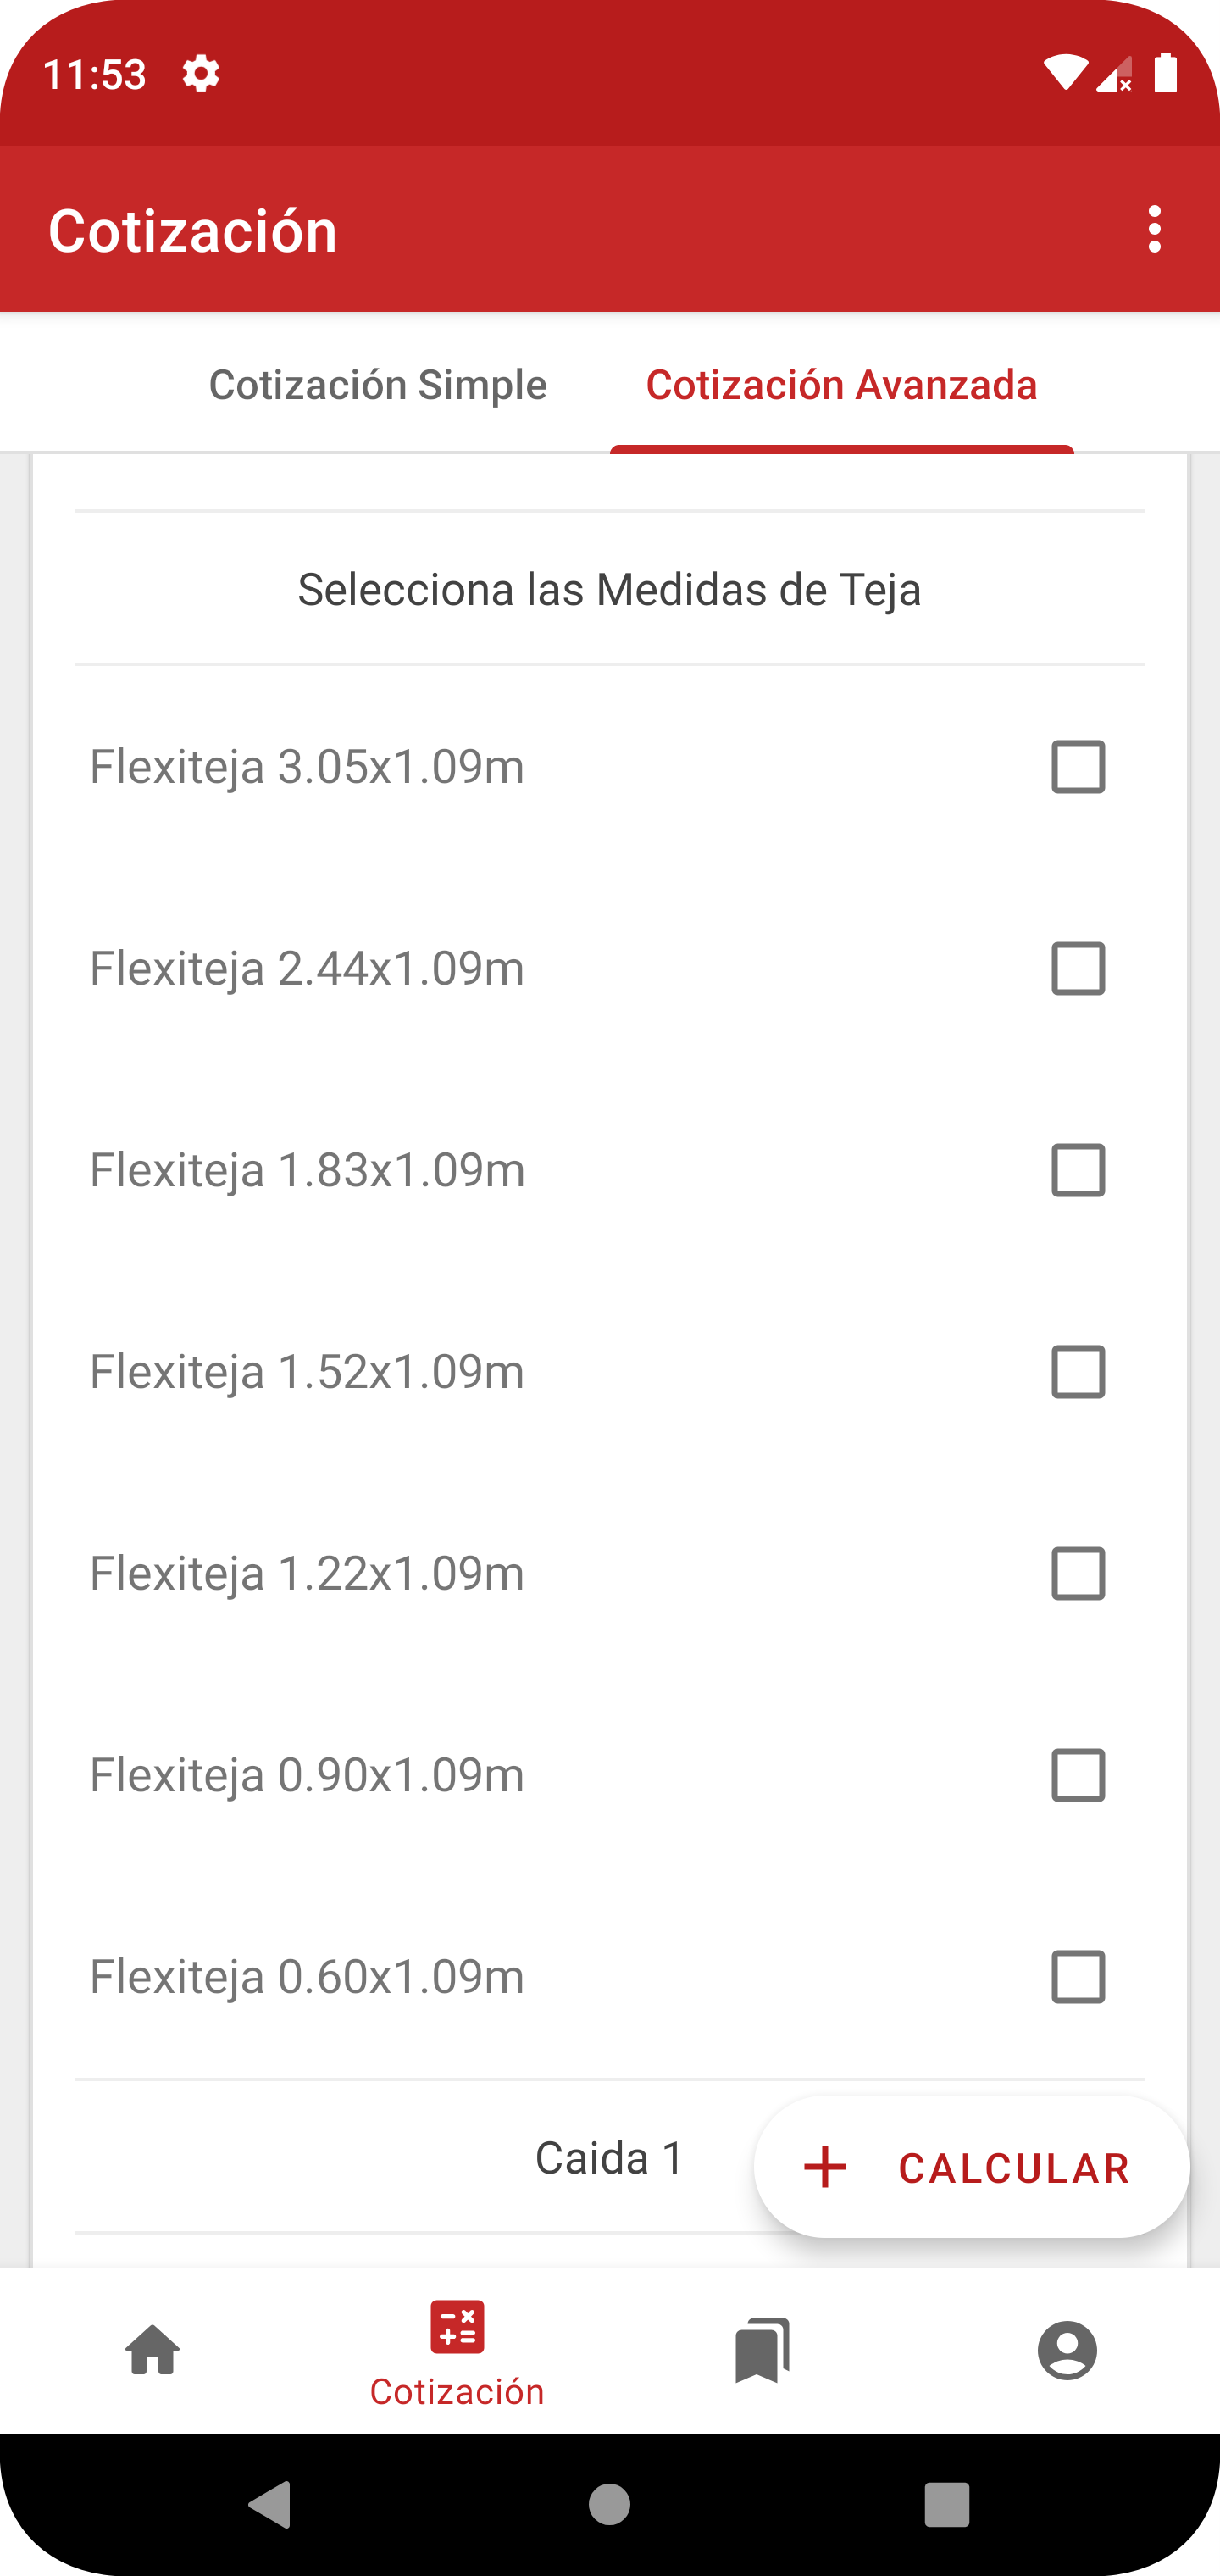 11:53
Cotización
Cotización Simple
Cotización Avanzada
Selecciona las Medidas de Teja
Flexiteja 3.05x1.09m
Flexiteja 2.44x1.09m
Flexiteja 1.83x1.09m
Flexiteja 1.52x1.09m
Flexiteja 1.22x1.09m
Flexiteja 0.90x1.09m
Flexiteja 0.60x1.09m
Caida 1
CALCULAR
Cotización